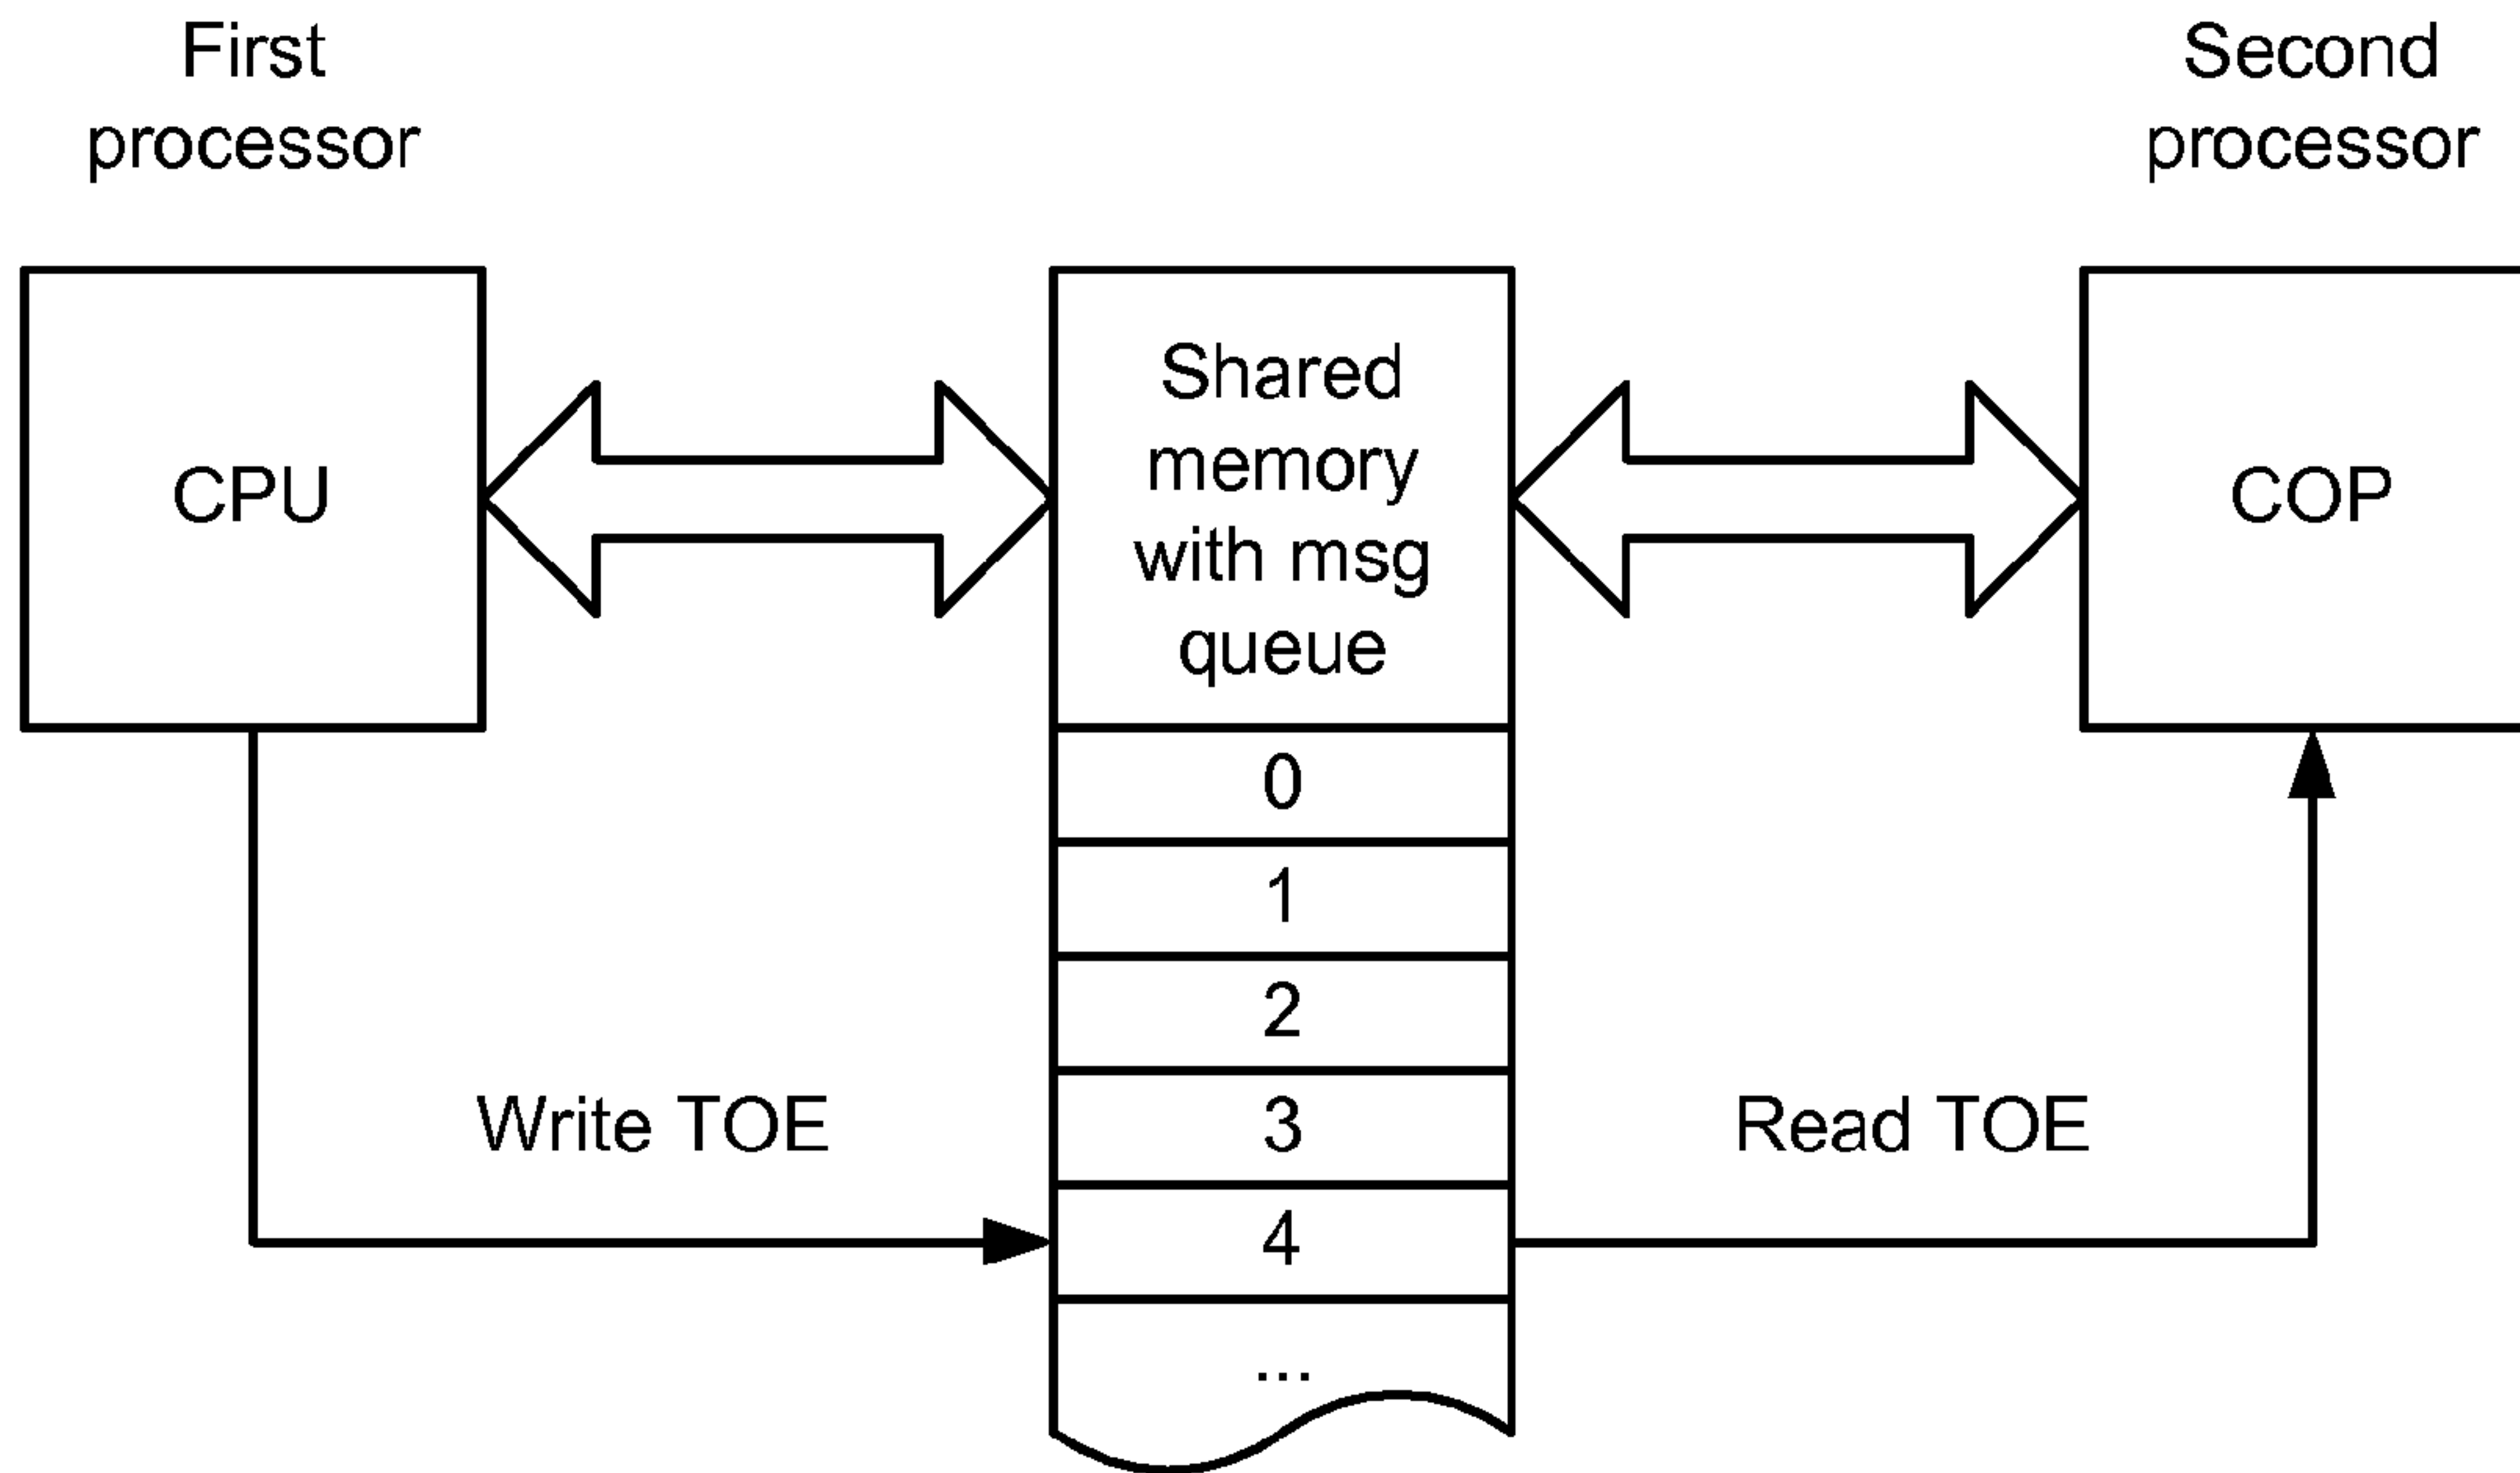 First
processor
Second
processor
CPU
Shared
memory
with msg
queue
COP
0
1
2
3
Write TOE
Read TOE
4
...